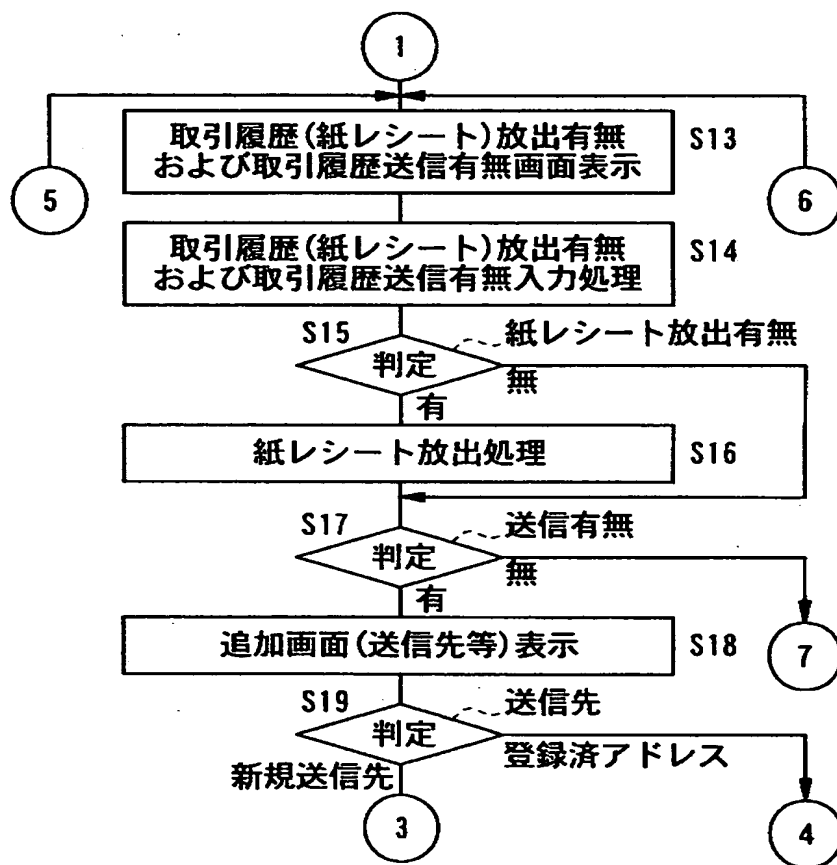 1
取引履歴(紙レシート)放出有無
および取引履歴送信有無画面表示
S13
5
6
取引履歴(紙レシート)放出有無
および取引履歴送信有無入力処理
S14
S15
紙レシート放出有無
判定
無
有
紙レシート放出処理
S16
S17
送信有無
判定
無
有
追加画面(送信先等)表示
S18
7
S19
送信先
判定
登録済アドレス
新規送信先
3
4